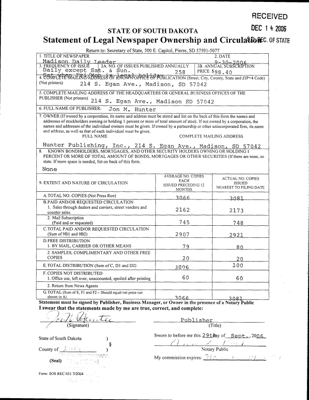 RECEIVED
DEC 14 2006
S.D. SEC. OF STATE
STATE OF SOUTH DAKOTA
Statement of Legal Newspaper Ownership and Circulation
Return to: Secretary of State, 500 E. Capitol, Pierre, SD 57501-5077
1. TITLE OF NEWSPAPER
Madison Daily Leader
2. DATE
9-30-2006
3. FREQUENCY OF ISSUE
Daily except Sat. & Sun.
3A. NO. OF ISSUES PUBLISHED ANNUALLY
258
3B. ANNUAL SUBSCRIPTION
PRICE $98.40
4. COMPLETE MAILING ADDRESS OF KNOWN OFFICE OF PUBLICATION (Street, City, County, State and ZIP+4 Code)
(Not printers)
214 S. Egan Ave., Madison, SD 57042
5. COMPLETE MAILING ADDRESS OF THE HEADQUARTERS OR GENERAL BUSINESS OFFICES OF THE
PUBLISHER (Not printers)
214 S. Egan Ave., Madison SD 57042
6. FULL NAME OF PUBLISHER: Jon M. Hunter
7. OWNER (If owned by a corporation, its name and address must be stated and list on the back of this form the names and
addresses of stockholders owning or holding 1 percent or more of total amount of stock. If not owned by a corporation, the
names and addresses of the individual owners must be given. If owned by a partnership or other unincorporated firm, its name
and address, as well as that of each individual must be given.
FULL NAME
COMPLETE MAILING ADDRESS
Hunter Publishing, Inc., 214 S. Egan Ave., Madison, SD 57042
8. KNOWN BONDHOLDERS, MORTGAGES, AND OTHER SECURITY HOLDERS OWNING OR HOLDING 1
PERCENT OR MORE OF TOTAL AMOUNT OF BONDS, MORTGAGES OR OTHER SECURITIES (If there are none, so
state. If more space is needed, list on back of this form.
None
9. EXTENT AND NATURE OF CIRCULATION
AVERAGE NO. COPIES
EACH
ISSUED PRECEDING 12
MONTHS
ACTUAL NO. COPIES
ISSUED
NEAREST TO FILING DATE
A. TOTAL NO. COPIES (Net Press Run)
3066
3081
B. PAID AND/OR REQUESTED CIRCULATION
1. Sales through dealers and carriers, street vendors and
counter sales
2162
2173
2. Mail Subscription
(Paid and or requested)
745
748
C. TOTAL PAID AND/OR REQUESTED CIRCULATION
(Sum of 9B1 and 9B2)
2907
2921
D. FREE DISTRIBUTION
1. BY MAIL, CARRIER OR OTHER MEANS
79
80
2. SAMPLES, COMPLIMENTARY AND OTHER FREE
COPIES
20
20
E. TOTAL DISTRIBUTION (Sum of C, D1 and D2)
F. COPIES NOT DISTRIBUTED
1. Office use, left over, unaccounted, spoiled after printing
60
60
2. Return from News Agents
G. TOTAL (Sum of E, F1 and F2 - Should equal net press run
shown in A)
3066
Statement must be signed by Publisher, Business Manager, or Owner in the presence of a Notary Public
I swear that the statements made by me are true, correct, and complete:
Publisher
(Signature)
(Title)
State of South Dakota )
County of
(Seal)
Sworn to before me this 29th day of Sept., 2006
Notary Public
My commission expires: